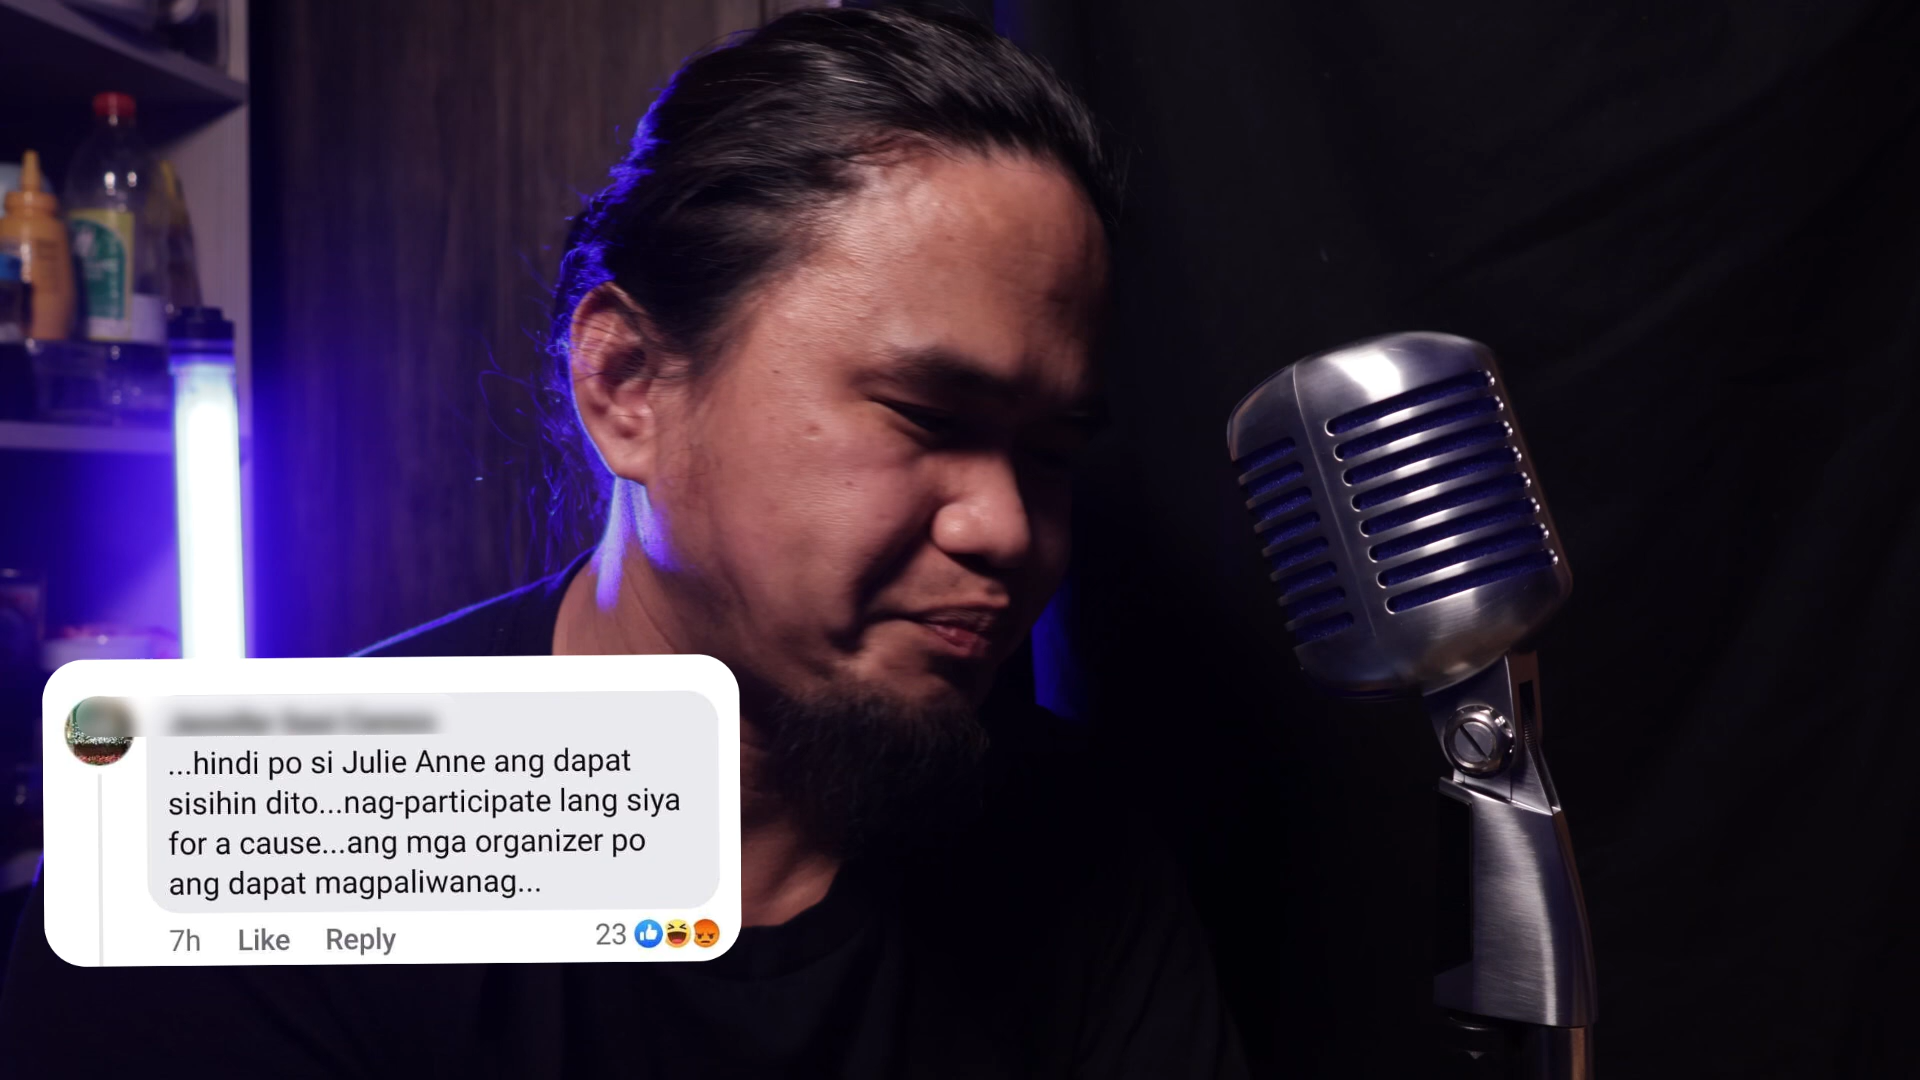 ...hindi po si Julie Anne ang dapat
sisihin dito...nag-participate lang siya
for a cause...ang mga organizer po
ang dapat magpaliwanag...
7h Like Reply 23